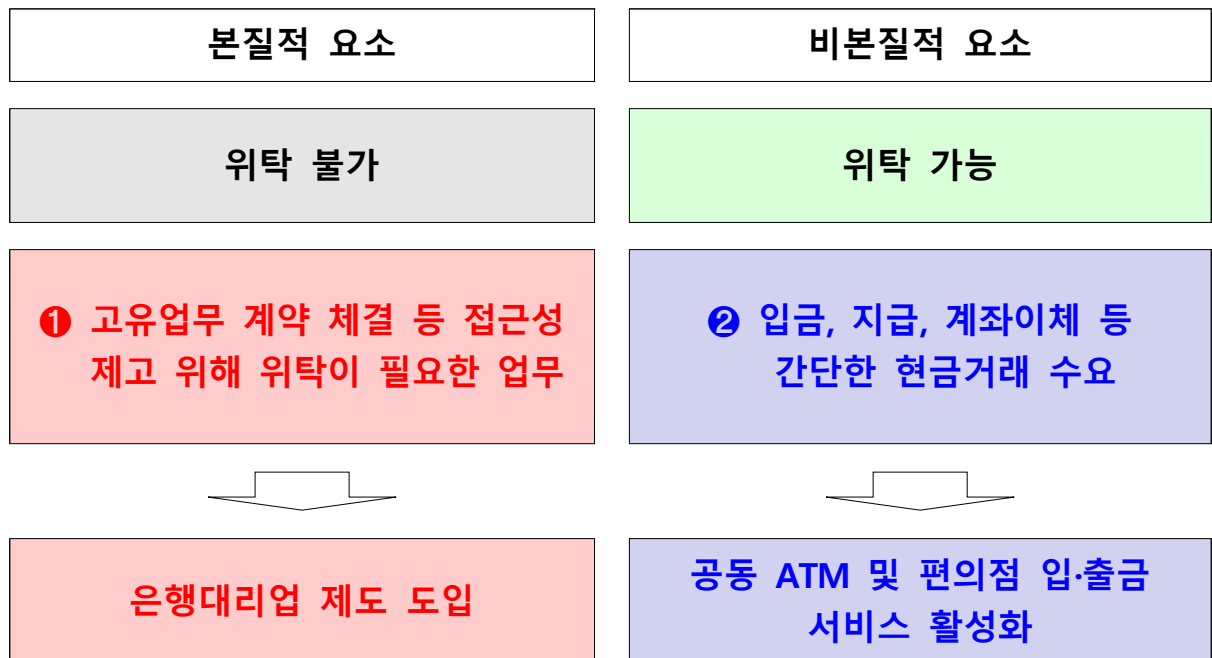 본질적 요소
비본질적 요소
위탁 불가
위탁 가능
❶ 고유업무 계약 체결 등 접근성
제고 위해 위탁이 필요한 업무
❷ 입금, 지급, 계좌이체 등
간단한 현금거래 수요
은행대리업 제도 도입
공동 ATM 및 편의점 입·출금
서비스 활성화